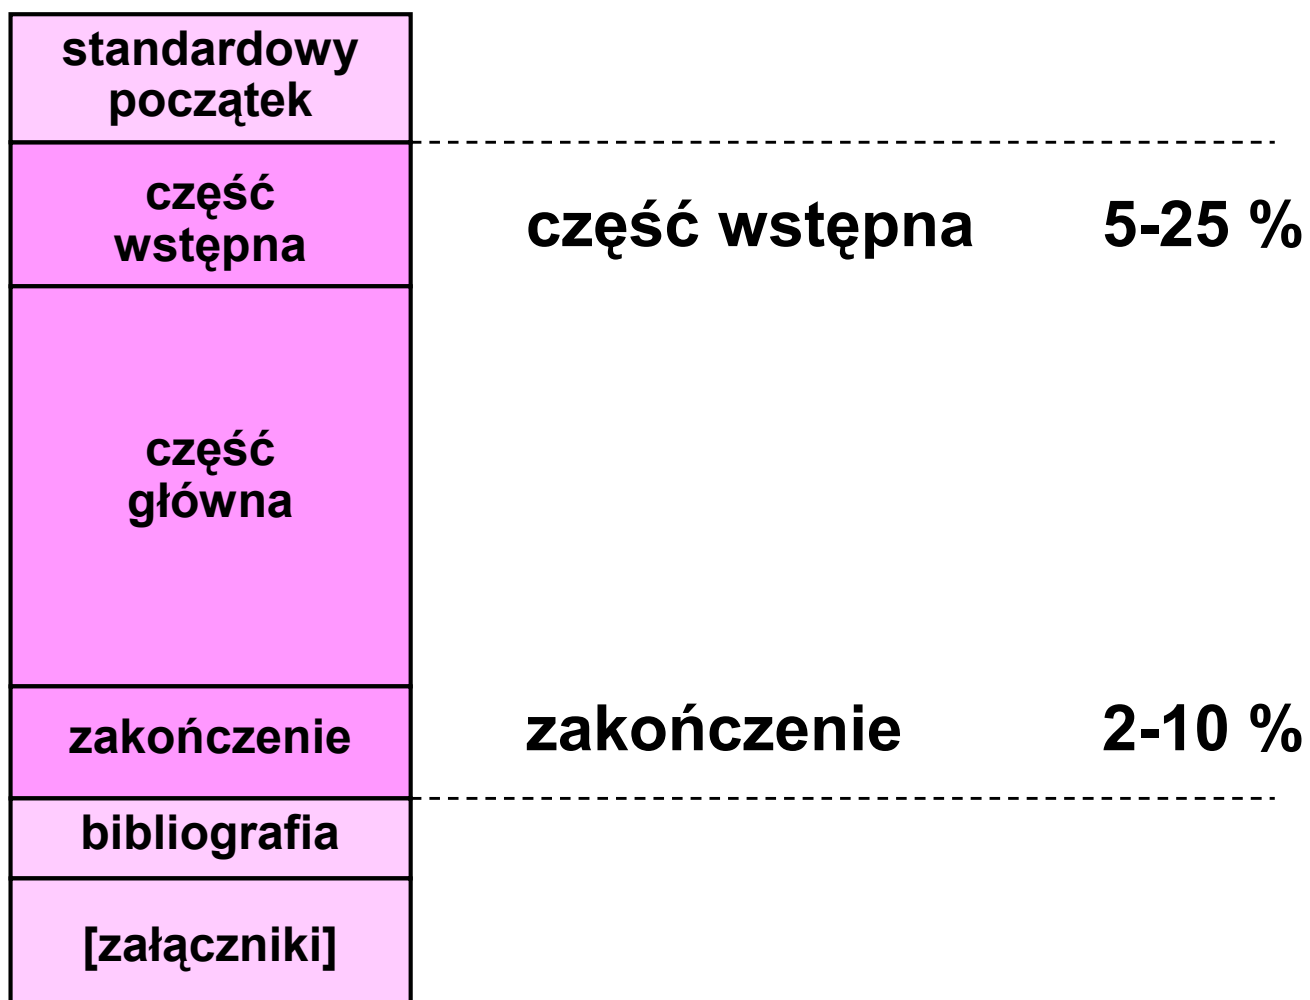 standardowy
początek
część
wstępna
część wstępna 5-25 %
część
główna
zakończenie
zakończenie 2-10 %
bibliografia
[załączniki]